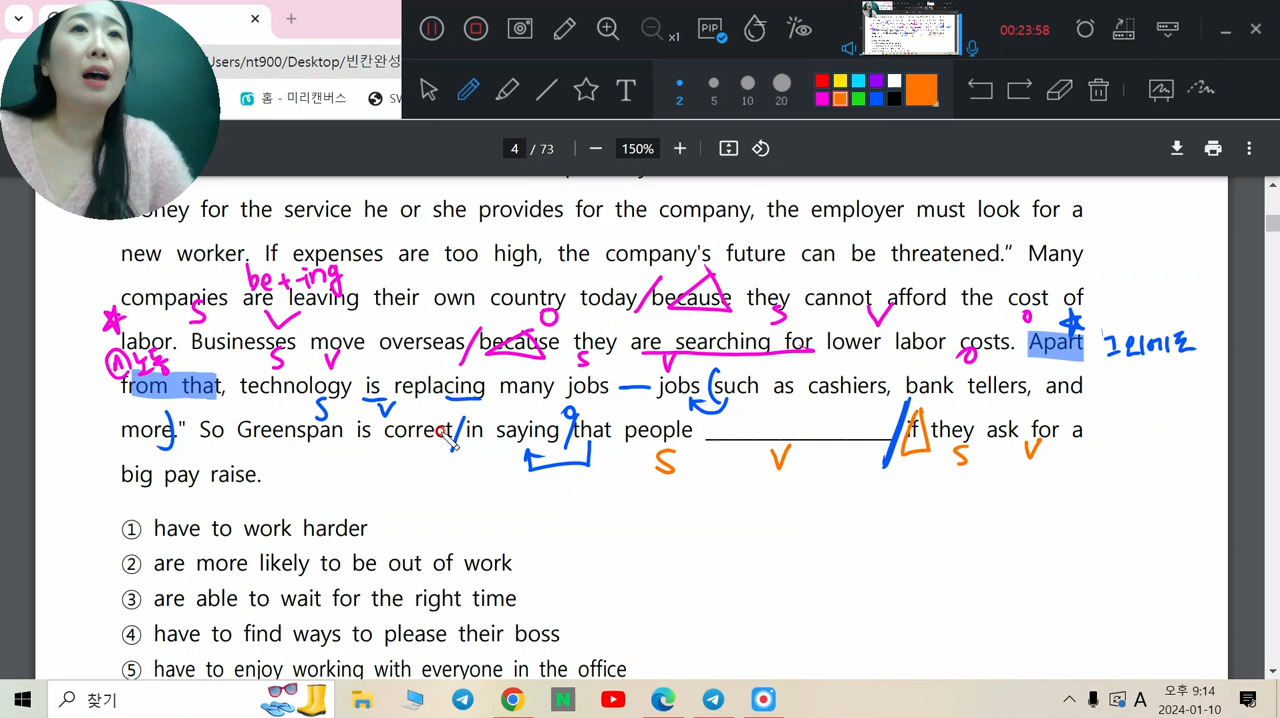 Users/nt900/Desktop/빈칸완성
홈 - 미리캔버스
x1
PIP
00:23:58
T
2 5 10 20
4 / 73 150%
money for the service he or she provides for the company, the employer must look for a
new worker. If expenses are too high, the company's future can be threatened.“ Many
be+-ing
companies are leaving their own country today because they cannot afford the cost of
S S V o
labor. Businesses move overseas because they are searching for lower labor costs. Apart 그외에도
① 노동 S V S V o
from that, technology is replacing many jobs jobs such as cashiers, bank tellers, and
S V
more." So Greenspan is correct in saying that people ________________ if they ask for a
S V S V
big pay raise.
① have to work harder
② are more likely to be out of work
③ are able to wait for the right time
④ have to find ways to please their boss
⑤ have to enjoy working with everyone in the office
찾기
N
A
오후 9:14
2024-01-10